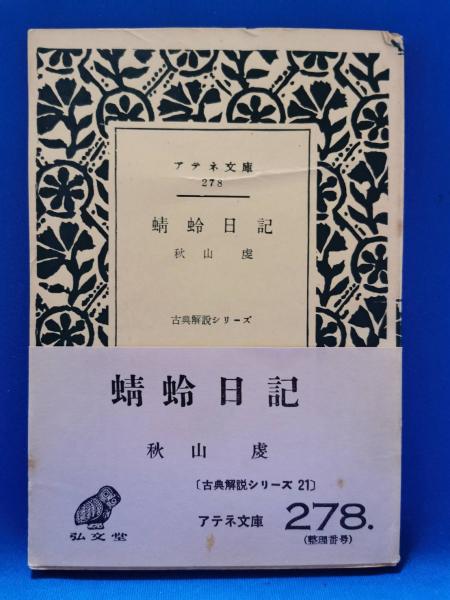 アテネ文庫
278
蜻蛉日記
秋山虔
古典解説シリーズ
蜻蛉日記
秋山虔
〔古典解説シリーズ 21〕
アテネ文庫 278.
(整理番号)
弘文堂